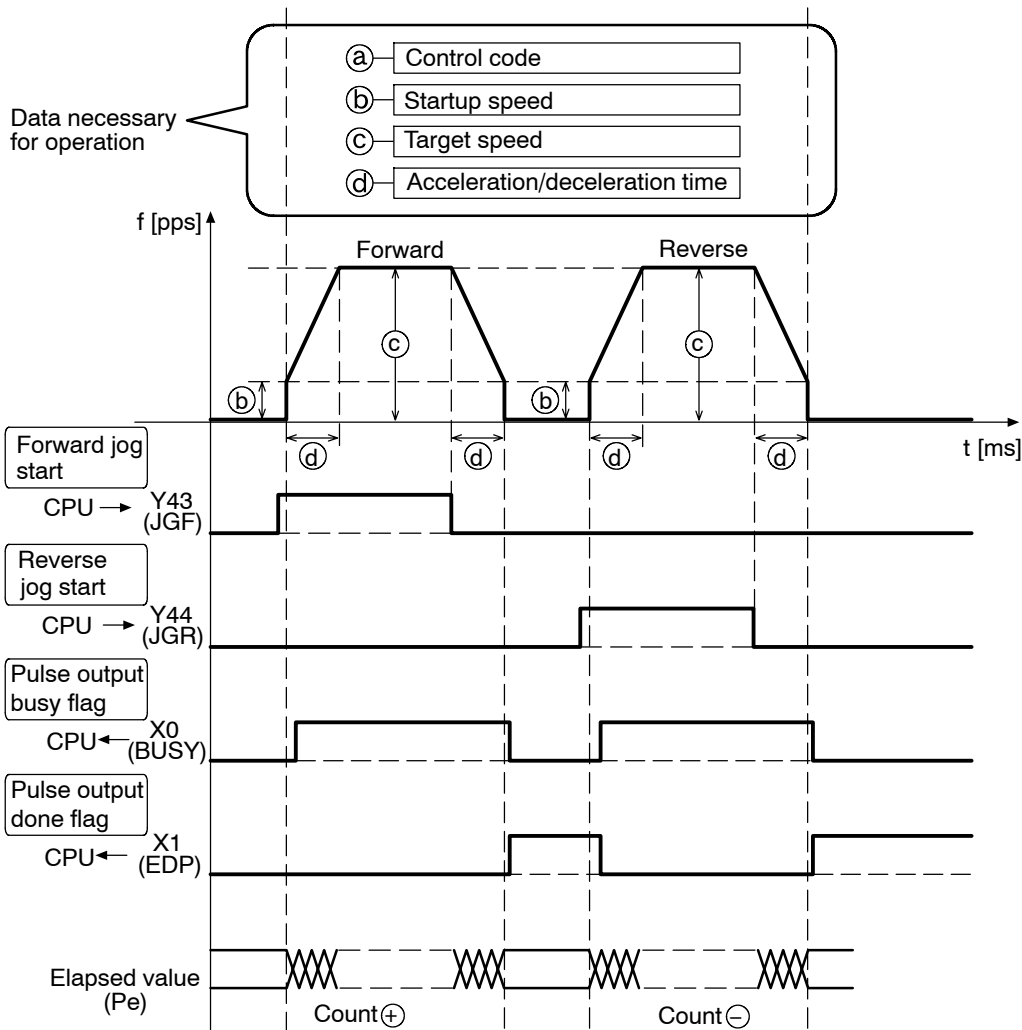 ⓐ Control code
ⓑ Startup speed
ⓒ Target speed
ⓓ Acceleration/deceleration time
Data necessary
for operation
f [pps]
Forward
Reverse
ⓒ
ⓒ
ⓑ
ⓑ
ⓓ
ⓓ
ⓓ
ⓓ
t [ms]
Forward jog
start
CPU → Y43
(JGF)
Reverse
jog start
CPU → Y44
(JGR)
Pulse output
busy flag
CPU ← X0
(BUSY)
Pulse output
done flag
CPU ← X1
(EDP)
Elapsed value
(Pe)
Count ⊕
Count ⊖